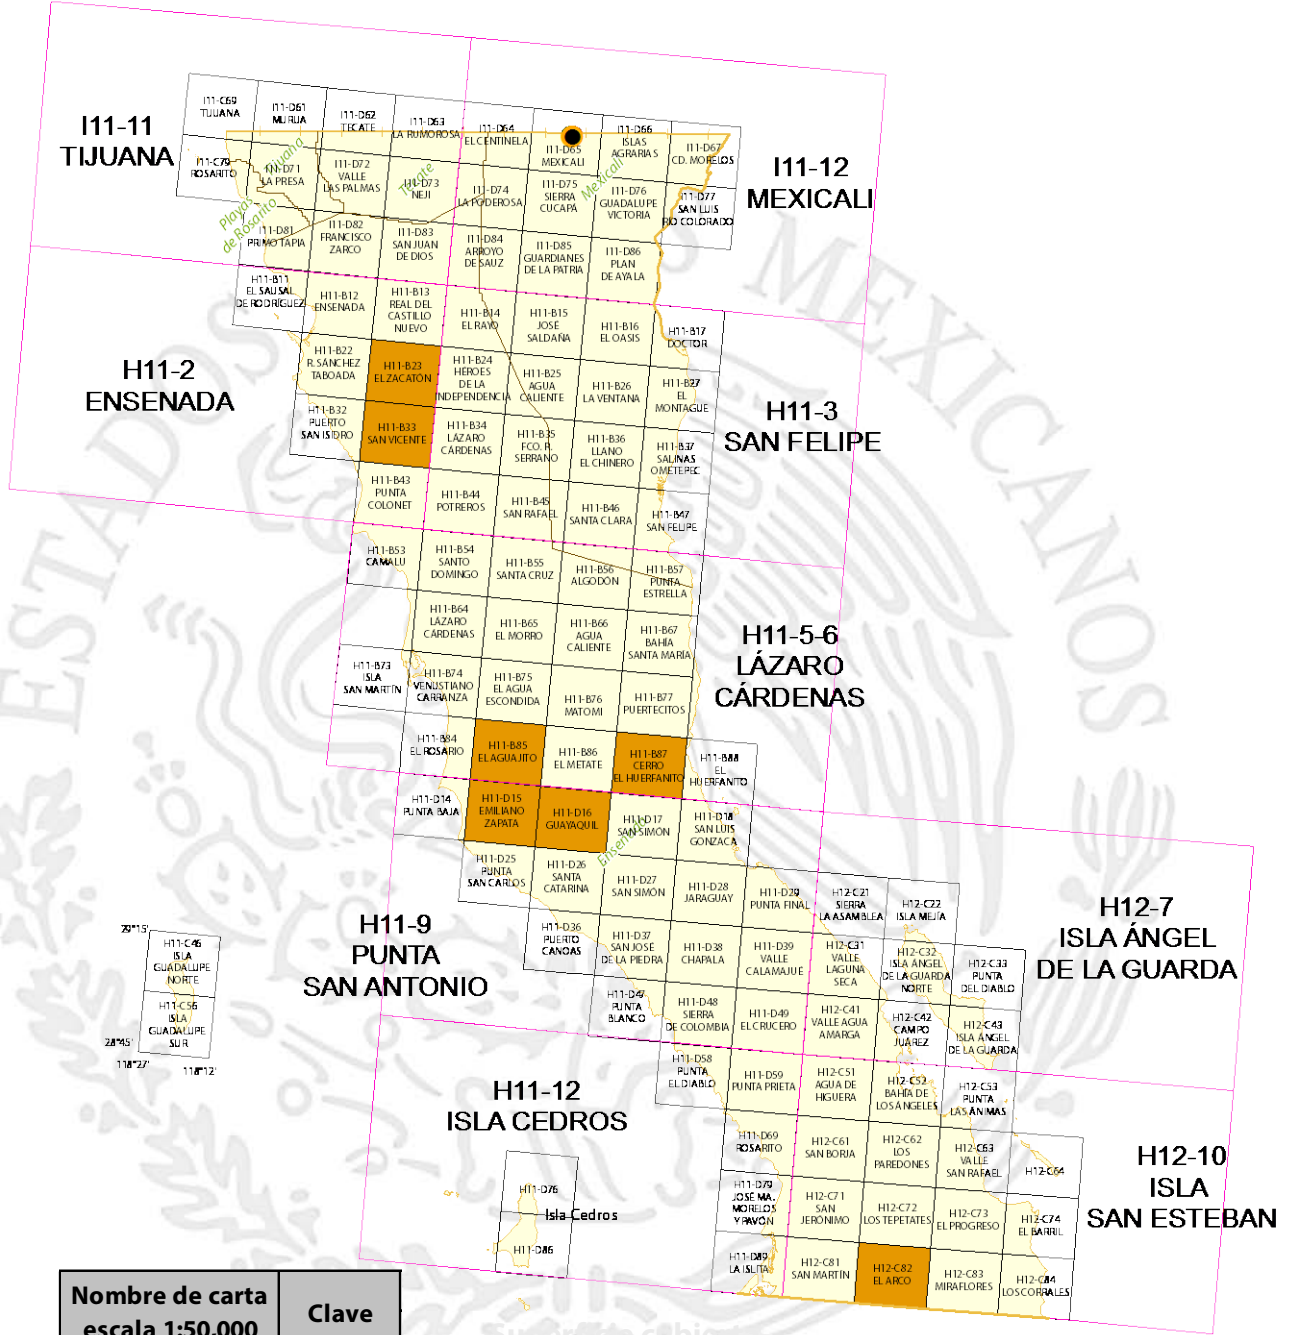 I11-11
TIJUANA
I11-12
MEXICALI
H11-2
ENSENADA
H11-3
SAN FELIPE
H11-5-6
LÁZARO
CÁRDENAS
H11-9
PUNTA
SAN ANTONIO
H12-7
ISLA ÁNGEL
DE LA GUARDA
H11-12
ISLA CEDROS
H12-10
ISLA
SAN ESTEBAN
I11-C69
TIJUANA
I11-D61
MURUA
I11-D62
TECATE
I11-D63
LA RUMOROSA
I11-D64
EL CENTINELA
I11-D65
MEXICALI
I11-D66
ISLAS
AGRARIAS
I11-D67
CD. MORELOS
I11-C79
ROSARITO
I11-D71
LA PRESA
I11-D72
VALLE
LAS PALMAS
I11-D73
NEJI
I11-D74
LA PODEROSA
I11-D75
SIERRA
CUCAPÁ
I11-D76
GUADALUPE
VICTORIA
I11-D77
SAN LUIS
RIO COLORADO
Tijuana
Tecate
Mexicali
Playas
de Rosarito
I11-D81
PRIMO TAPIA
I11-D82
FRANCISCO
ZARCO
I11-D83
SAN JUAN
DE DIOS
I11-D84
ARROYO
DE SAUZ
I11-D85
GUARDIANES
DE LA PATRIA
I11-D86
PLAN
DE AYALA
H11-B11
EL SAUSAL
DE RODRÍGUEZ
H11-B12
ENSENADA
H11-B13
REAL DEL
CASTILLO
NUEVO
H11-B14
EL RAYO
H11-B15
JOSÉ
SALDAÑA
H11-B16
EL OASIS
H11-B17
DOCTOR
H11-B22
R. SÁNCHEZ
TABOADA
H11-B23
EL ZACATÓN
H11-B24
HÉROES
DE LA
INDEPENDENCIA
H11-B25
AGUA
CALIENTE
H11-B26
LA VENTANA
H11-B27
EL
MONTAGUE
H11-B32
PUERTO
SAN ISIDRO
H11-B33
SAN VICENTE
H11-B34
LÁZARO
CÁRDENAS
H11-B35
FCO. R.
SERRANO
H11-B36
LLANO
EL CHINERO
H11-B37
SALINAS
OMETEPEC
H11-B43
PUNTA
COLONET
H11-B44
POTREROS
H11-B45
SAN RAFAEL
H11-B46
SANTA CLARA
H11-B47
SAN FELIPE
H11-B53
CAMALU
H11-B54
SANTO
DOMINGO
H11-B55
SANTA CRUZ
H11-B56
ALGODÓN
H11-B57
PUNTA
ESTRELLA
H11-B64
LÁZARO
CÁRDENAS
H11-B65
EL MORRO
H11-B66
AGUA
CALIENTE
H11-B67
BAHÍA
SANTA MARÍA
H11-B73
ISLA
SAN MARTÍN
H11-B74
VENUSTIANO
CARRANZA
H11-B75
EL AGUA
ESCONDIDA
H11-B76
MATOMI
H11-B77
PUERTECITOS
H11-B84
EL ROSARIO
H11-B85
EL AGUAJITO
H11-B86
EL METATE
H11-B87
CERRO
EL HUERFANITO
H11-B88
EL
HUERFANITO
H11-D14
PUNTA BAJA
H11-D15
EMILIANO
ZAPATA
H11-D16
GUAYAQUIL
H11-D17
SAN SIMÓN
H11-D18
SAN LUIS
GONZACA
Ensenada
H11-D25
PUNTA
SAN CARLOS
H11-D26
SANTA
CATARINA
H11-D27
SAN SIMÓN
H11-D28
JARAGUAY
H11-D29
PUNTA FINAL
H12-C21
SIERRA
LA ASAMBLEA
H12-C22
ISLA MEJÍA
H11-D36
PUERTO
CANOAS
H11-D37
SAN JOSÉ
DE LA PIEDRA
H11-D38
CHAPALA
H11-D39
VALLE
CALAMAJUE
H12-C31
VALLE
LAGUNA
SECA
H12-C32
ISLA ÁNGEL
DE LA GUARDA
NORTE
H12-C33
PUNTA
DEL DIABLO
H11-D47
PUNTA
BLANCO
H11-D48
SIERRA
DE COLOMBIA
H11-D49
EL CRUCERO
H12-C41
VALLE AGUA
AMARGA
H12-C42
CAMPO
JUÁREZ
H12-C43
ISLA ÁNGEL
DE LA GUARDA
H11-D58
PUNTA
EL DIABLO
H11-D59
PUNTA PRIETA
H12-C51
AGUA DE
HIGUERA
H12-C52
BAHÍA DE
LOS ÁNGELES
H12-C53
PUNTA
LAS ÁNIMAS
H11-D69
ROSARITO
H12-C61
SAN BORJA
H12-C62
LOS
PAREDONES
H12-C63
VALLE
SAN RAFAEL
H12-C64
H11-D79
JOSÉ MA.
MORELOS
Y PAVÓN
H12-C71
SAN
JERÓNIMO
H12-C72
LOS TEPETATES
H12-C73
EL PROGRESO
H12-C74
EL BARRIL
H11-D89
LA ISLITA
H12-C81
SAN MARTÍN
H12-C82
EL ARCO
H12-C83
MIRAFLORES
H12-C84
LOS CORRALES
29°15'
H11-C46
ISLA
GUADALUPE
NORTE
H11-C56
ISLA
GUADALUPE
SUR
28°45'
118°27'
118°12'
H11-D76
Isla Cedros
H11-D86
ESTADOS
MEXICANOS
Nombre de carta
escala 1:50,000
Clave